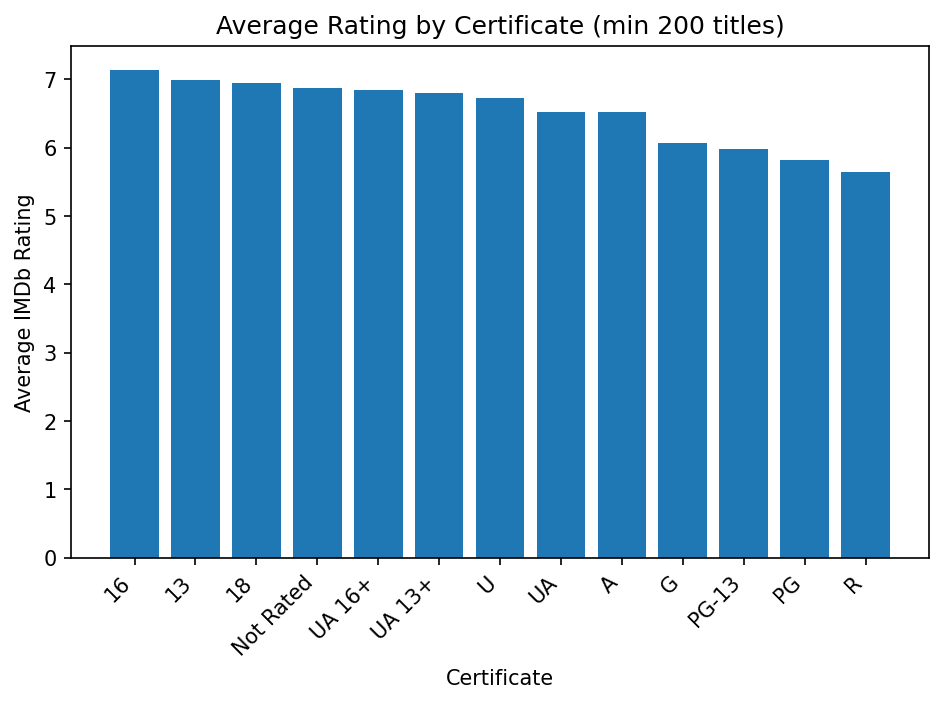 Average Rating by Certificate (min 200 titles)
Average IMDb Rating
7
6
5
4
3
2
1
0
16
13
18
Not Rated
UA 16+
UA 13+
U
UA
A
G
PG-13
PG
R
Certificate